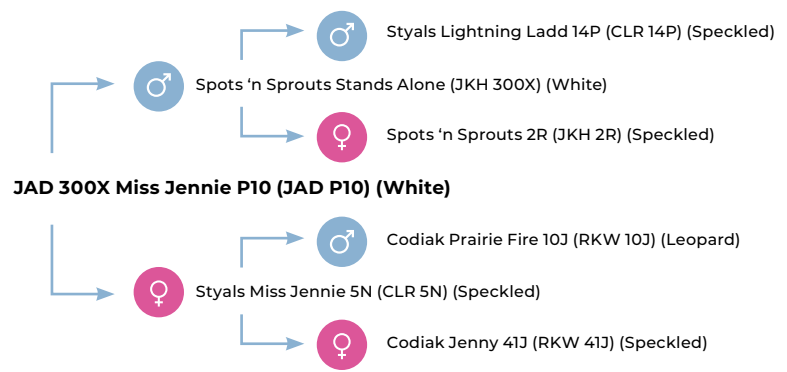 Styals Lightning Ladd 14P (CLR 14P) (Speckled)
Spots ‘n Sprouts Stands Alone (JKH 300X) (White)
Spots ‘n Sprouts 2R (JKH 2R) (Speckled)
JAD 300X Miss Jennie P10 (JAD P10) (White)
Codiak Prairie Fire 10J (RKW 10J) (Leopard)
Styals Miss Jennie 5N (CLR 5N) (Speckled)
Codiak Jenny 41J (RKW 41J) (Speckled)